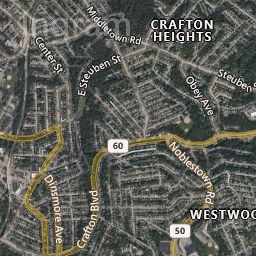 CRAFTON
HEIGHTS
Middletown Rd
Center St
E Steuben St
Steuben St
Obey Ave
60
Noblestown Rd
Dinsmore Ave
Crafton Blvd
WESTWOO
50